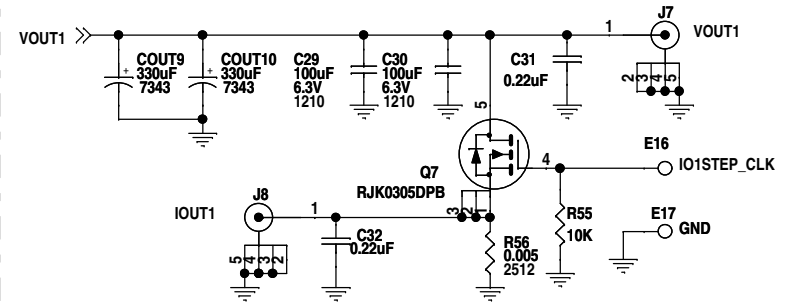 VOUT1
COUT9
330uF
7343
COUT10
330uF
7343
C29
100uF
6.3V
1210
C30
100uF
6.3V
1210
C31
0.22uF
1
J7
VOUT1
2
3
4
5
5
4
Q7
RJK0305DPB
3
2
1
E16
IO1STEP_CLK
E17
GND
R55
10K
R56
0.005
2512
IOUT1
J8
1
5
4
3
2
C32
0.22uF